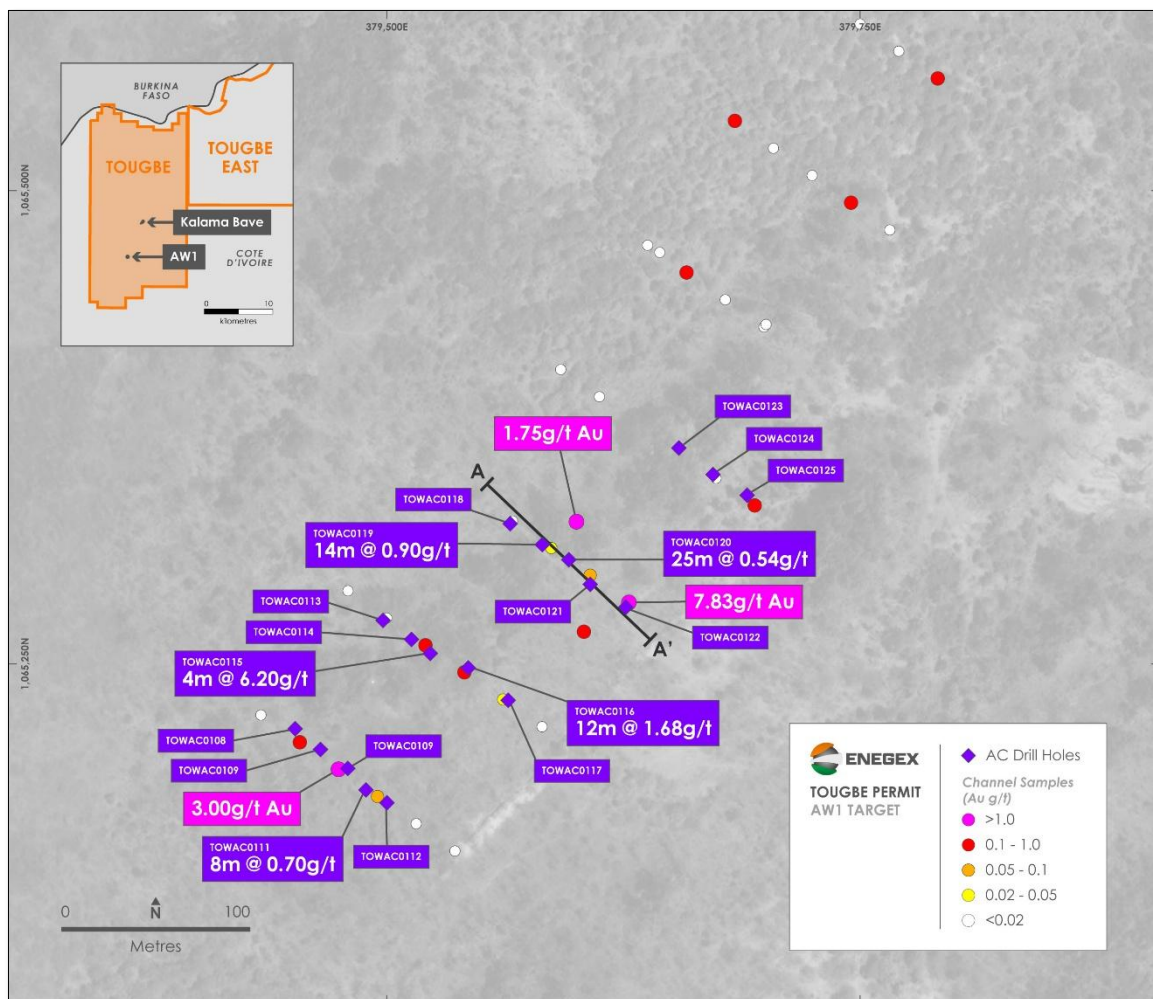 379,500
379,750
BURKINA
FASO
TOUGBE
TOUGBE
EAST
Kalama Bave
AW1
COTE
D'IVOIRE
0
10
kilometres
1,065,500N
TOWAC0123
TOWAC0124
TOWAC0125
1.75g/t Au
A
TOWAC0118
TOWAC0119
14m @ 0.90g/t
TOWAC0120
25m @ 0.54g/t
TOWAC0121
7.83g/t Au
TOWAC0122
A'
TOWAC0113
TOWAC0114
1,065,250N
TOWAC0115
4m @ 6.20g/t
TOWAC0116
12m @ 1.68g/t
TOWAC0117
TOWAC0108
TOWAC0109
TOWAC0109
3.00g/t Au
TOWAC0111
8m @ 0.70g/t
TOWAC0112
0
N
100
Metres
ENEGEX
TOUGBE PERMIT
AW1 TARGET
AC Drill Holes
Channel Samples
(Au g/t)
>1.0
0.1 - 1.0
0.05 - 0.1
0.02 - 0.05
<0.02